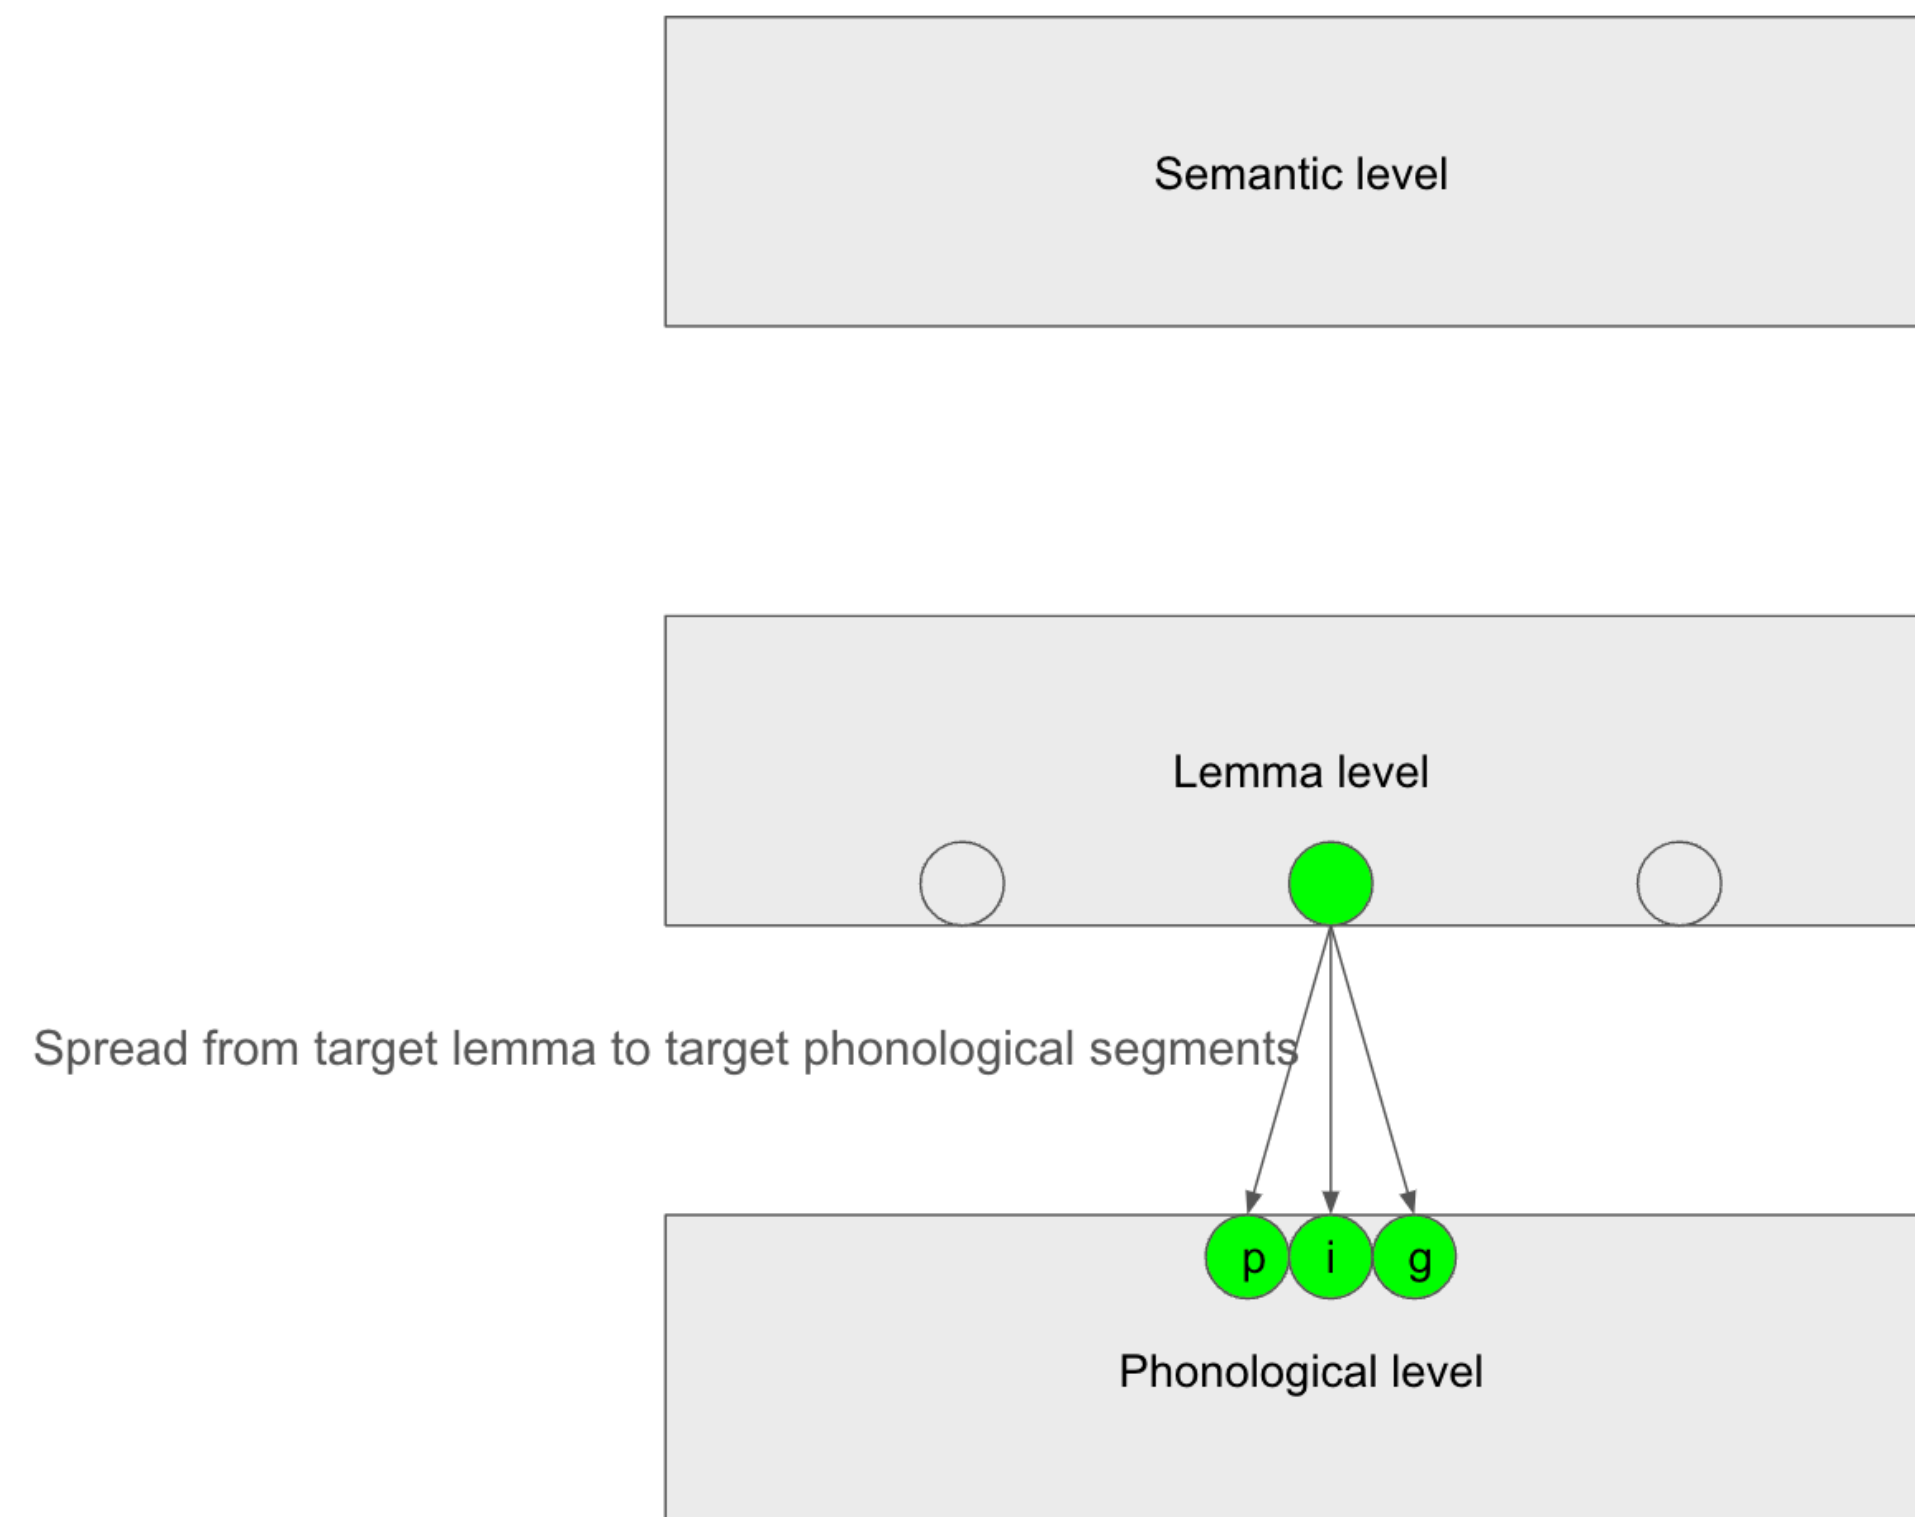 Semantic level
Lemma level
Spread from target lemma to target phonological segments
p i g
Phonological level